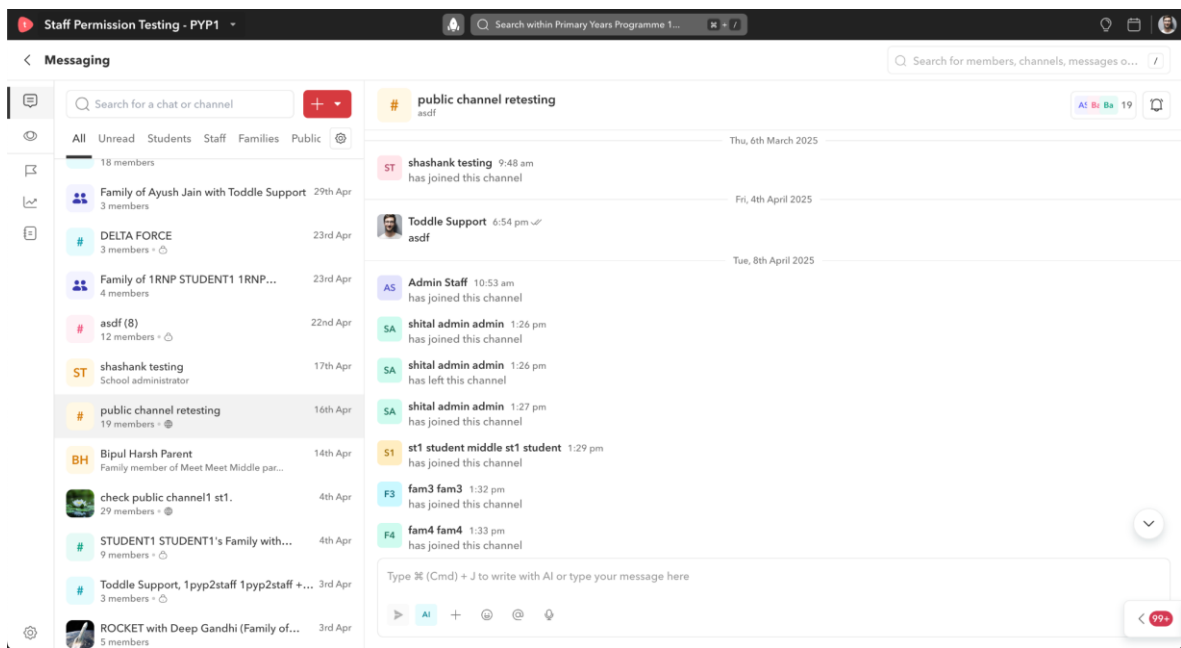 Staff Permission Testing - PYP1
Search within Primary Years Programme 1... ⌘ + /
Messaging
Search for members, channels, messages o... /
Search for a chat or channel
All Unread Students Staff Families Public
18 members
Family of Ayush Jain with Toddle Support 29th Apr
3 members
DELTA FORCE 23rd Apr
3 members
Family of 1RNP STUDENT1 1RNP... 23rd Apr
4 members
asdf (8) 22nd Apr
12 members
ST
shashank testing 17th Apr
School administrator
public channel retesting 16th Apr
19 members
BH
Bipul Harsh Parent 14th Apr
Family member of Meet Meet Middle par...
check public channel1 st1. 4th Apr
29 members
STUDENT1 STUDENT1's Family with... 4th Apr
9 members
Toddle Support, 1pyp2staff 1pyp2staff +... 3rd Apr
3 members
ROCKET with Deep Gandhi (Family of... 3rd Apr
5 members
# public channel retesting
asdf
Ba 19
Thu, 6th March 2025
ST shashank testing 9:48 am
has joined this channel
Fri, 4th April 2025
Toddle Support 6:54 pm
asdf
Tue, 8th April 2025
AS Admin Staff 10:53 am
has joined this channel
SA shital admin admin 1:26 pm
has joined this channel
SA shital admin admin 1:26 pm
has left this channel
SA shital admin admin 1:27 pm
has joined this channel
S1 st1 student middle st1 student 1:29 pm
has joined this channel
F3 fam3 fam3 1:32 pm
has joined this channel
F4 fam4 fam4 1:33 pm
has joined this channel
Type ⌘ (Cmd) + J to write with AI or type your message here
AI
99+